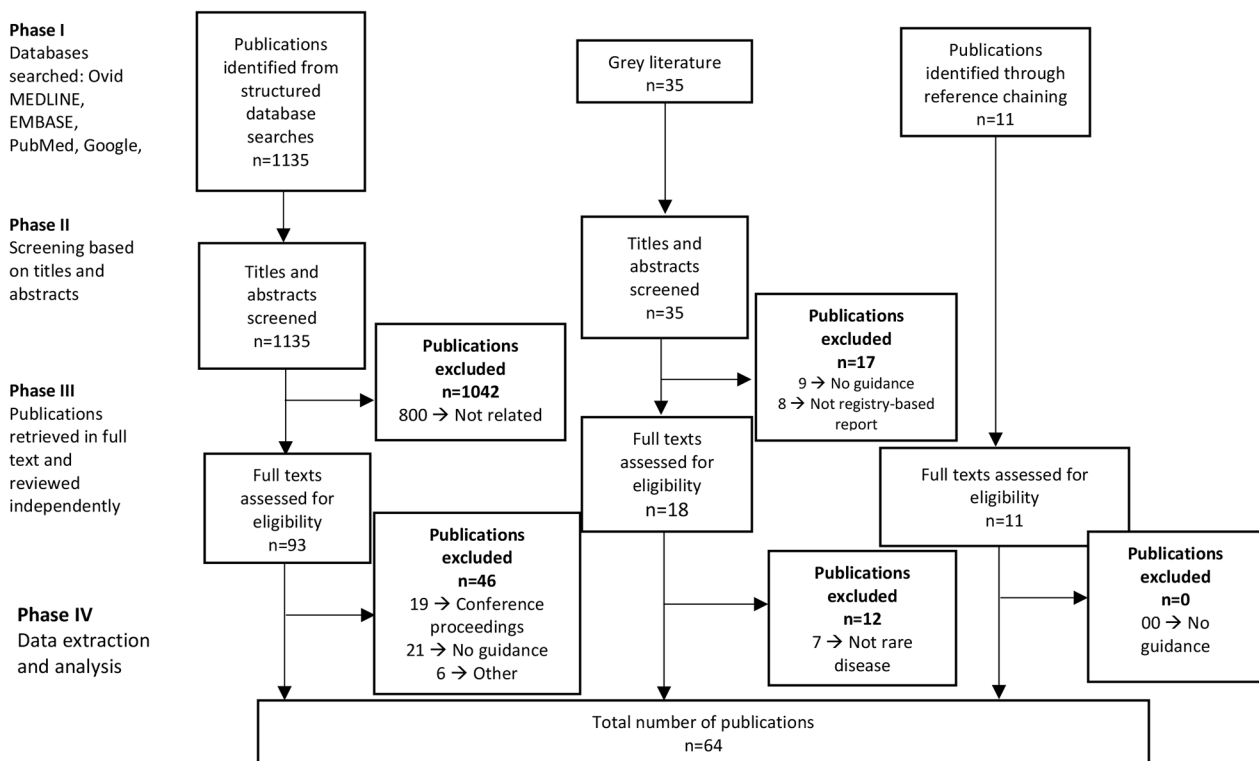 Phase I
Databases
searched: Ovid
MEDLINE,
EMBASE,
PubMed, Google,
Publications
identified from
structured
database
searches
n=1135
Grey literature
n=35
Publications
identified through
reference chaining
n=11
Phase II
Screening based
on titles and
abstracts
Titles and
abstracts
screened
n=1135
Titles and
abstracts
screened
n=35
Publications
excluded
n=1042
800 → Not related
Publications
excluded
n=17
9 → No guidance
8 → Not registry-based
report
Phase III
Publications
retrieved in full
text and
reviewed
independently
Full texts
assessed for
eligibility
n=93
Full texts
assessed for
eligibility
n=18
Full texts assessed for
eligibility
n=11
Publications
excluded
n=46
19 → Conference
proceedings
21 → No guidance
6 → Other
Publications
excluded
n=12
7 → Not rare
disease
Publications
excluded
n=0
00 → No
guidance
Phase IV
Data extraction
and analysis
Total number of publications
n=64